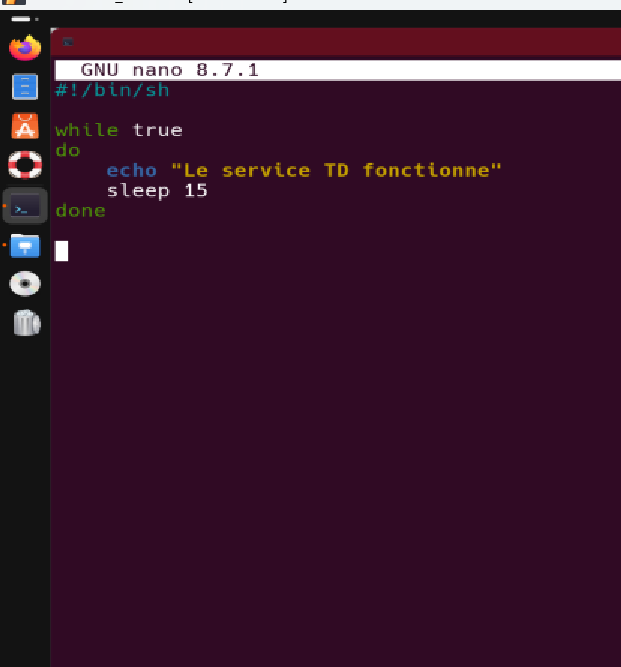 GNU nano 8.7.1
#!/bin/sh
while true
do
echo "Le service TD fonctionne"
sleep 15
done